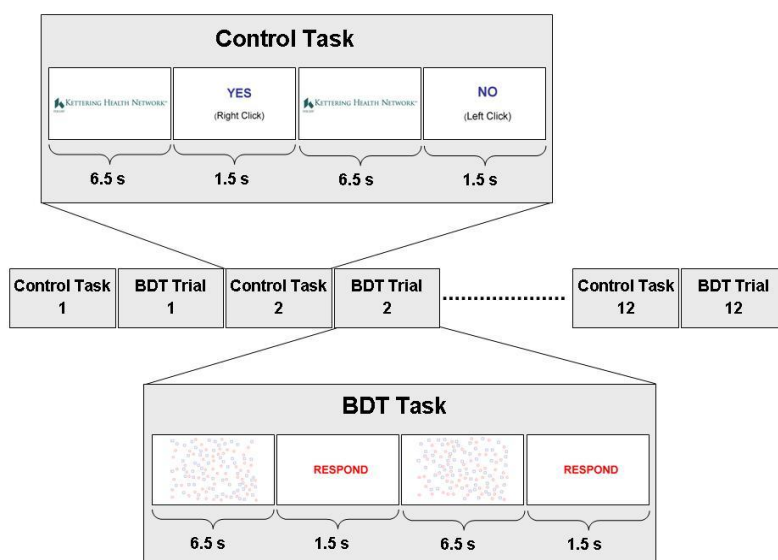 Control Task
KETTERING HEALTH NETWORK™
YES
(Right Click)
KETTERING HEALTH NETWORK™
NO
(Left Click)
6.5 s
1.5 s
6.5 s
1.5 s
Control Task
1
BDT Trial
1
Control Task
2
BDT Trial
2
Control Task
12
BDT Trial
12
BDT Task
RESPOND
RESPOND
6.5 s
1.5 s
6.5 s
1.5 s